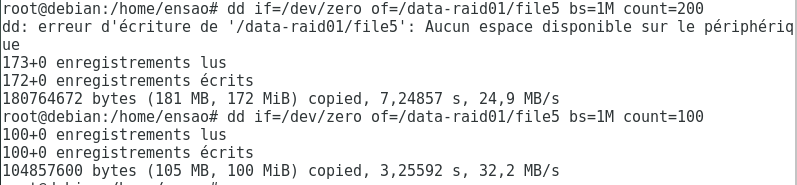 root@debian:/home/ensao# dd if=/dev/zero of=/data-raid01/file5 bs=1M count=200
dd: erreur d'écriture de '/data-raid01/file5': Aucun espace disponible sur le périphériq
ue
173+0 enregistrements lus
172+0 enregistrements écrits
180764672 bytes (181 MB, 172 MiB) copied, 7,24857 s, 24,9 MB/s
root@debian:/home/ensao# dd if=/dev/zero of=/data-raid01/file5 bs=1M count=100
100+0 enregistrements lus
100+0 enregistrements écrits
104857600 bytes (105 MB, 100 MiB) copied, 3,25592 s, 32,2 MB/s